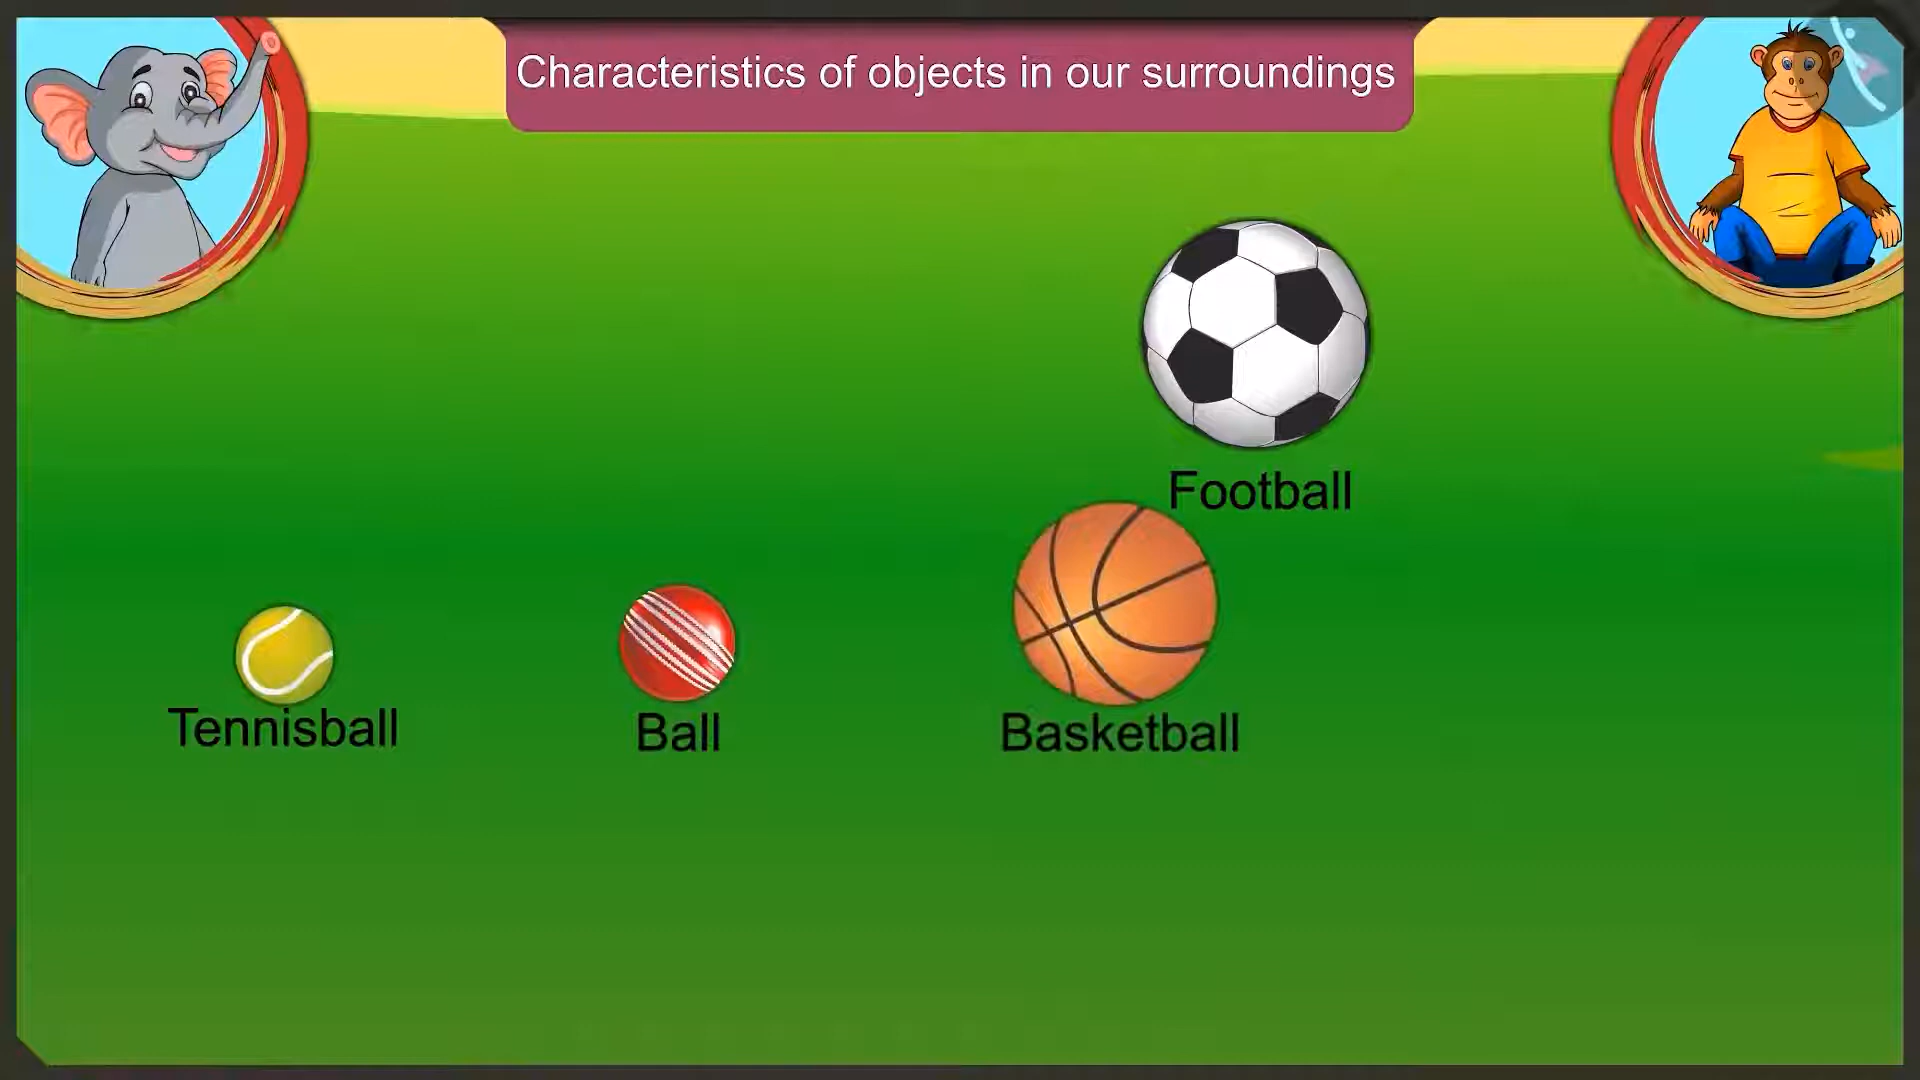 Characteristics of objects in our surroundings
Football
Tennisball
Ball
Basketball